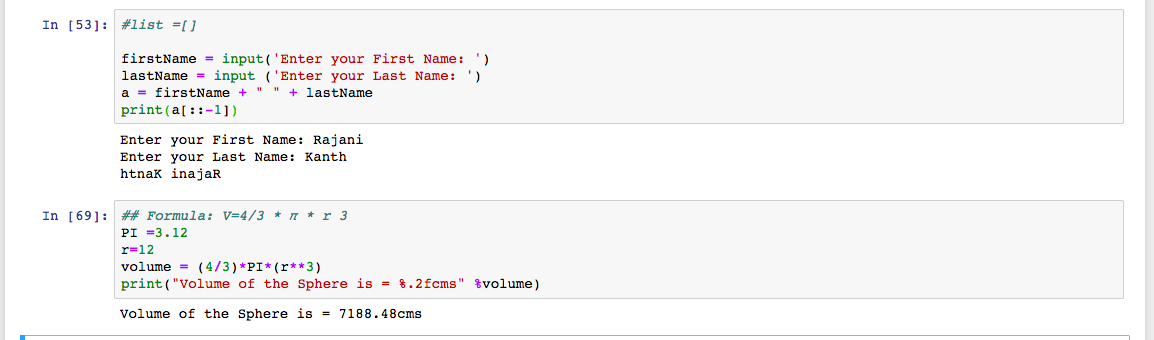 In [53]: #list =[]
firstName = input('Enter your First Name: ')
lastName = input ('Enter your Last Name: ')
a = firstName + " " + lastName
print(a[::-1])
Enter your First Name: Rajani
Enter your Last Name: Kanth
htnaK inajaR
In [69]: ## Formula: V=4/3 * π * r 3
PI =3.12
r=12
volume = (4/3)*PI*(r**3)
print("Volume of the Sphere is = %.2fcms" %volume)
Volume of the Sphere is = 7188.48cms